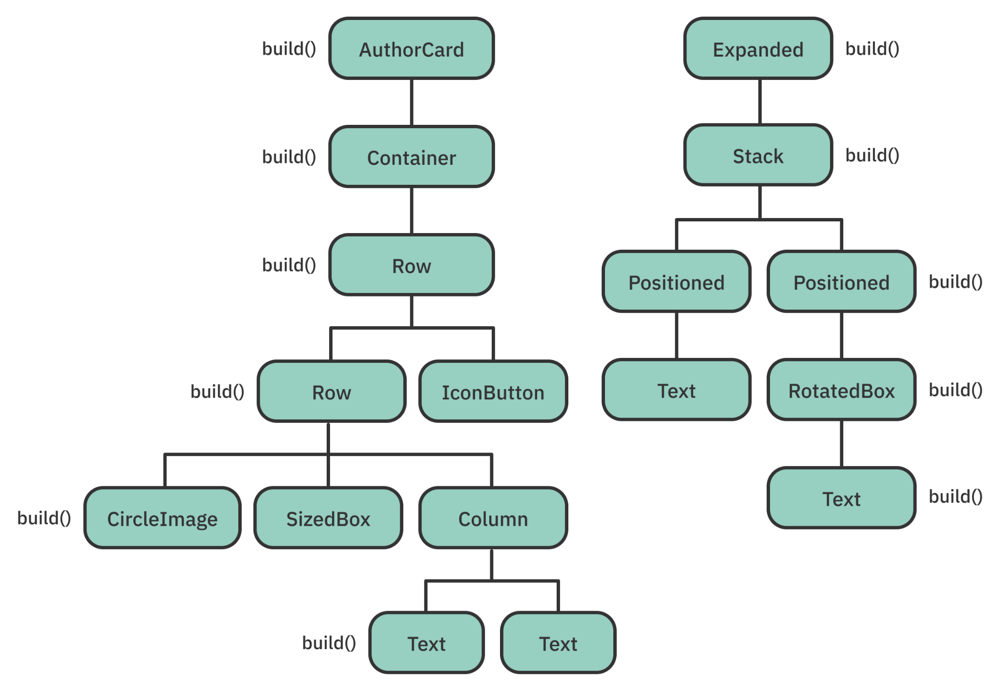 build()
AuthorCard
build()
Container
build()
Row
build()
Row
IconButton
build()
CircleImage
SizedBox
Column
build()
Text
Text
Expanded
build()
Stack
build()
Positioned
Positioned
build()
Text
RotatedBox
build()
Text
build()